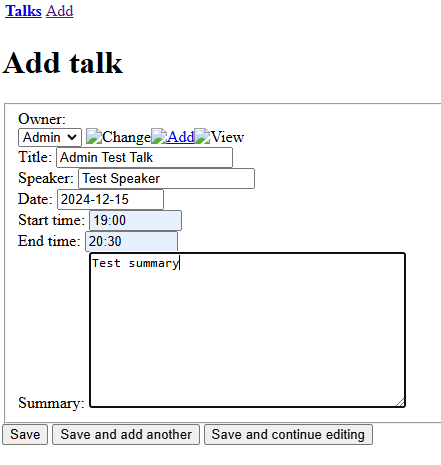 Talks Add
Add talk
Owner:
Admin Change Add View
Title: Admin Test Talk
Speaker: Test Speaker
Date: 2024-12-15
Start time: 19:00
End time: 20:30
Test summary
Summary:
Save Save and add another Save and continue editing